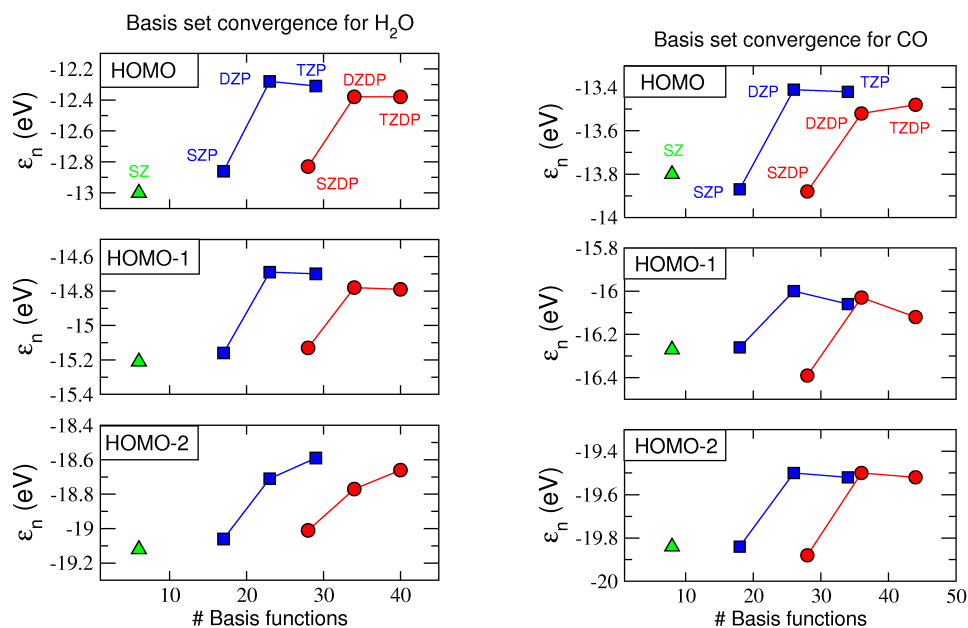 Basis set convergence for H2O
HOMO
-12.2
-12.4
-12.6
-12.8
-13
εn (eV)
SZ
SZP
DZP
TZP
SZDP
DZDP
TZDP
HOMO-1
-14.6
-14.8
-15
-15.2
-15.4
εn (eV)
HOMO-2
-18.4
-18.6
-18.8
-19
-19.2
εn (eV)
10 20 30 40
# Basis functions
Basis set convergence for CO
HOMO
-13.4
-13.6
-13.8
-14
εn (eV)
SZ
SZP
DZP
TZP
SZDP
DZDP
TZDP
HOMO-1
-15.8
-16
-16.2
-16.4
εn (eV)
HOMO-2
-19.4
-19.6
-19.8
-20
εn (eV)
10 20 30 40 50
# Basis functions